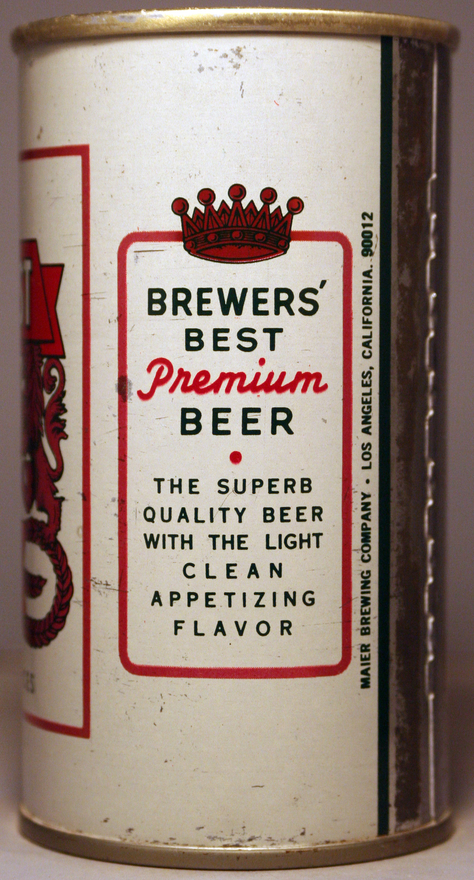 BREWERS'
BEST
Premium
BEER
THE SUPERB
QUALITY BEER
WITH THE LIGHT
CLEAN
APPETIZING
FLAVOR
MAIER BREWING COMPANY • LOS ANGELES, CALIFORNIA. 90012